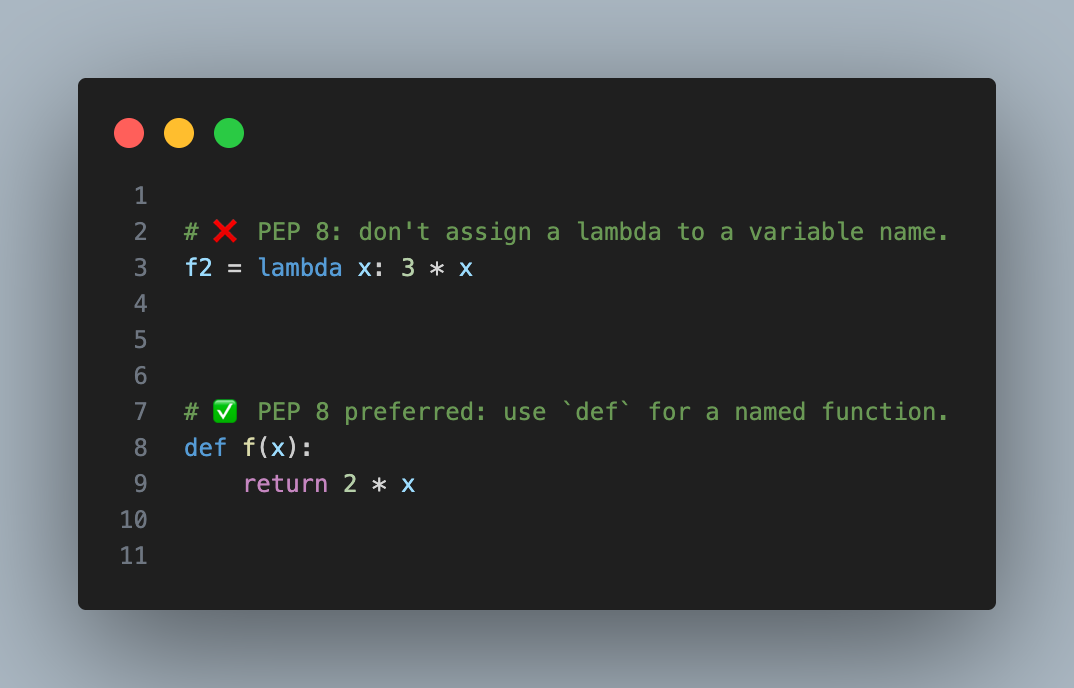 1
2 # ❌ PEP 8: don't assign a lambda to a variable name.
3 f2 = lambda x: 3 * x
4
5
6
7 # ✅ PEP 8 preferred: use `def` for a named function.
8 def f(x):
9     return 2 * x
10
11